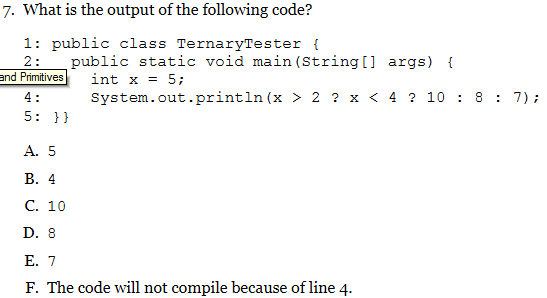 7. What is the output of the following code?
1: public class TernaryTester {
2: public static void main(String[] args) {
and Primitives int x = 5;
4: System.out.println(x > 2 ? x < 4 ? 10 : 8 : 7);
5: }}
A. 5
B. 4
C. 10
D. 8
E. 7
F. The code will not compile because of line 4.